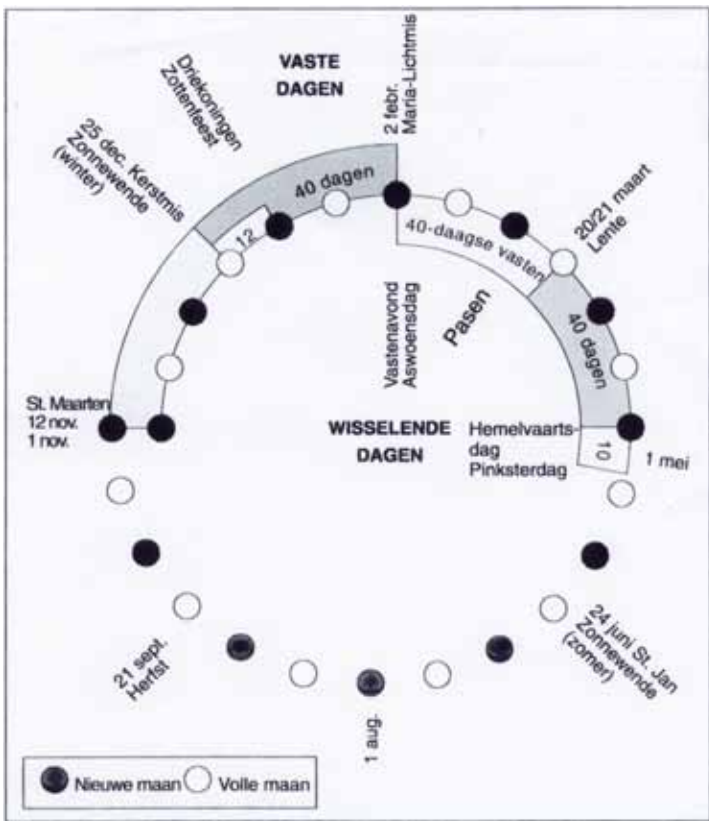 VASTE
DAGEN
Driekoningen
Zottenfeest
2 febr.
Maria-Lichtmis
25 dec. Kerstmis
Zonnewende
(winter)
40 dagen
12
20/21 maart
Lente
40-daagse vasten
40 dagen
Vastenavond
Aswoensdag
Pasen
St. Maarten
12 nov.
1 nov.
WISSELENDE
DAGEN
Hemelvaarts-
dag
Pinksterdag
10
1 mei
24 juni St. Jan
Zonnewende
(zomer)
21 sept.
Herfst
1 aug.
Nieuwe maan
Volle maan